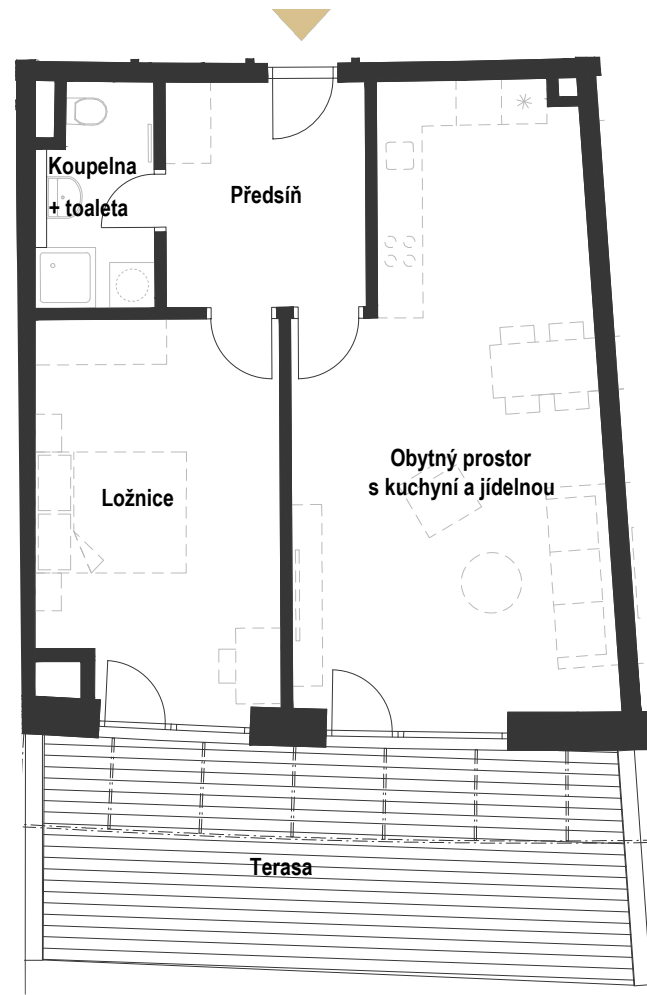 Koupelna
+ toaleta
Předsíň
Obytný prostor
s kuchyní a jídelnou
Ložnice
Terasa